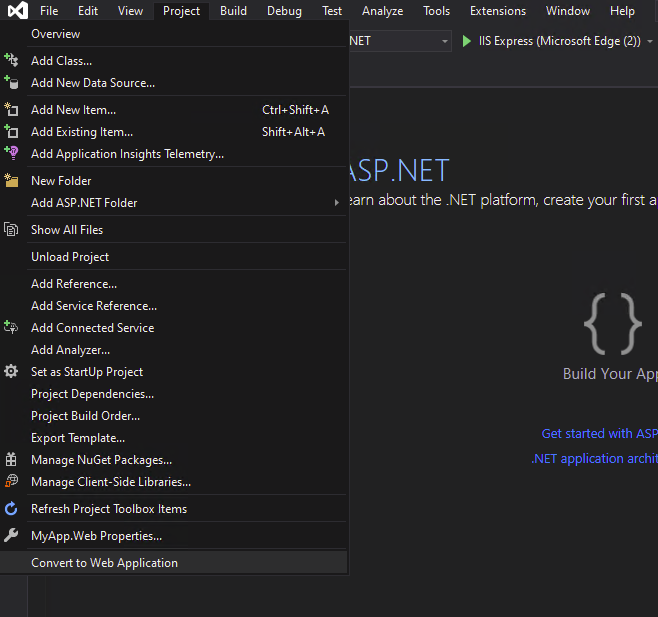 File Edit View Project Build Debug Test Analyze Tools Extensions Window Help
Overview
.NET IIS Express (Microsoft Edge (2))
Add Class...
Add New Data Source...
Add New Item... Ctrl+Shift+A
Add Existing Item... Shift+Alt+A
Add Application Insights Telemetry...
New Folder
Add ASP.NET Folder
Show All Files
Unload Project
Add Reference...
Add Service Reference...
Add Connected Service
Add Analyzer...
Set as StartUp Project
Project Dependencies...
Project Build Order...
Export Template...
Manage NuGet Packages...
Manage Client-Side Libraries...
Refresh Project Toolbox Items
MyApp.Web Properties...
Convert to Web Application
ASP.NET
earn about the .NET platform, create your first a
{ }
Build Your App
Get started with ASP
.NET application archit